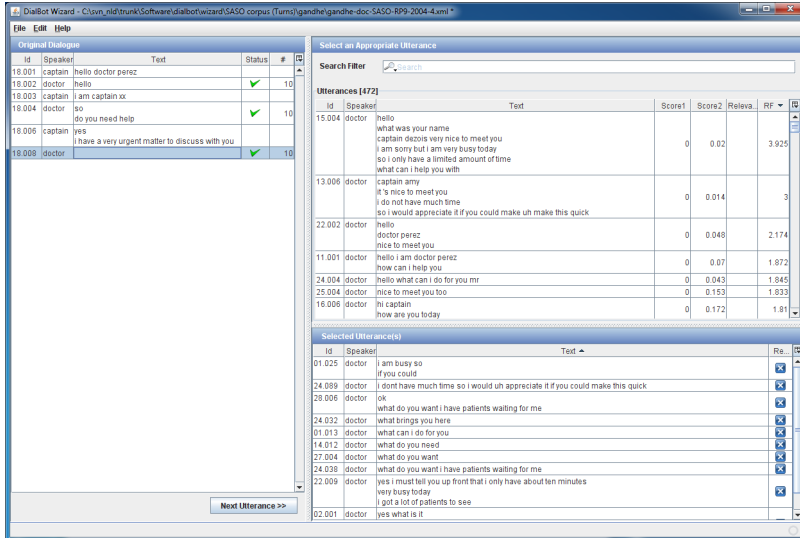 DialBot Wizard - C:\svn_nld\trunk\Software\dialbot\wizard\SASO corpus (Turns)\gandhe\gandhe-doc-SASO-RP9-2004-4.xml *
File Edit Help
Original Dialogue
Id Speaker Text Status #
18.001 captain hello doctor perez
18.002 doctor hello 10
18.003 captain i am captain xx
18.004 doctor so
do you need help 10
18.006 captain yes
i have a very urgent matter to discuss with you
18.008 doctor 10
Next Utterance >>
Select an Appropriate Utterance
Search Filter Search
Utterances [472]
Id Speaker Text Score1 Score2 Releva... RF
15.004 doctor hello
what was your name
captain dezois very nice to meet you
i am sorry but i am very busy today
so i only have a limited amount of time
what can i help you with
0 0.02 3.925
13.006 doctor captain amy
it 's nice to meet you
i do not have much time
so i would appreciate it if you could make uh make this quick
0 0.014 3
22.002 doctor hello
doctor perez
nice to meet you
0 0.048 2.174
11.001 doctor hello i am doctor perez
how can i help you
0 0.07 1.872
24.004 doctor hello what can i do for you mr 0 0.043 1.845
25.004 doctor nice to meet you too 0 0.153 1.833
16.006 doctor hi captain
how are you today
0 0.172 1.81
Selected Utterance(s)
Id Speaker Text Re...
01.025 doctor i am busy so
if you could
24.089 doctor i dont have much time so i would uh appreciate it if you could make this quick
28.006 doctor ok
what do you want i have patients waiting for me
24.032 doctor what brings you here
01.013 doctor what can i do for you
14.012 doctor what do you need
27.004 doctor what do you want
24.038 doctor what do you want i have patients waiting for me
22.009 doctor yes i must tell you up front that i only have about ten minutes
very busy today
i got a lot of patients to see
02.001 doctor yes what is it